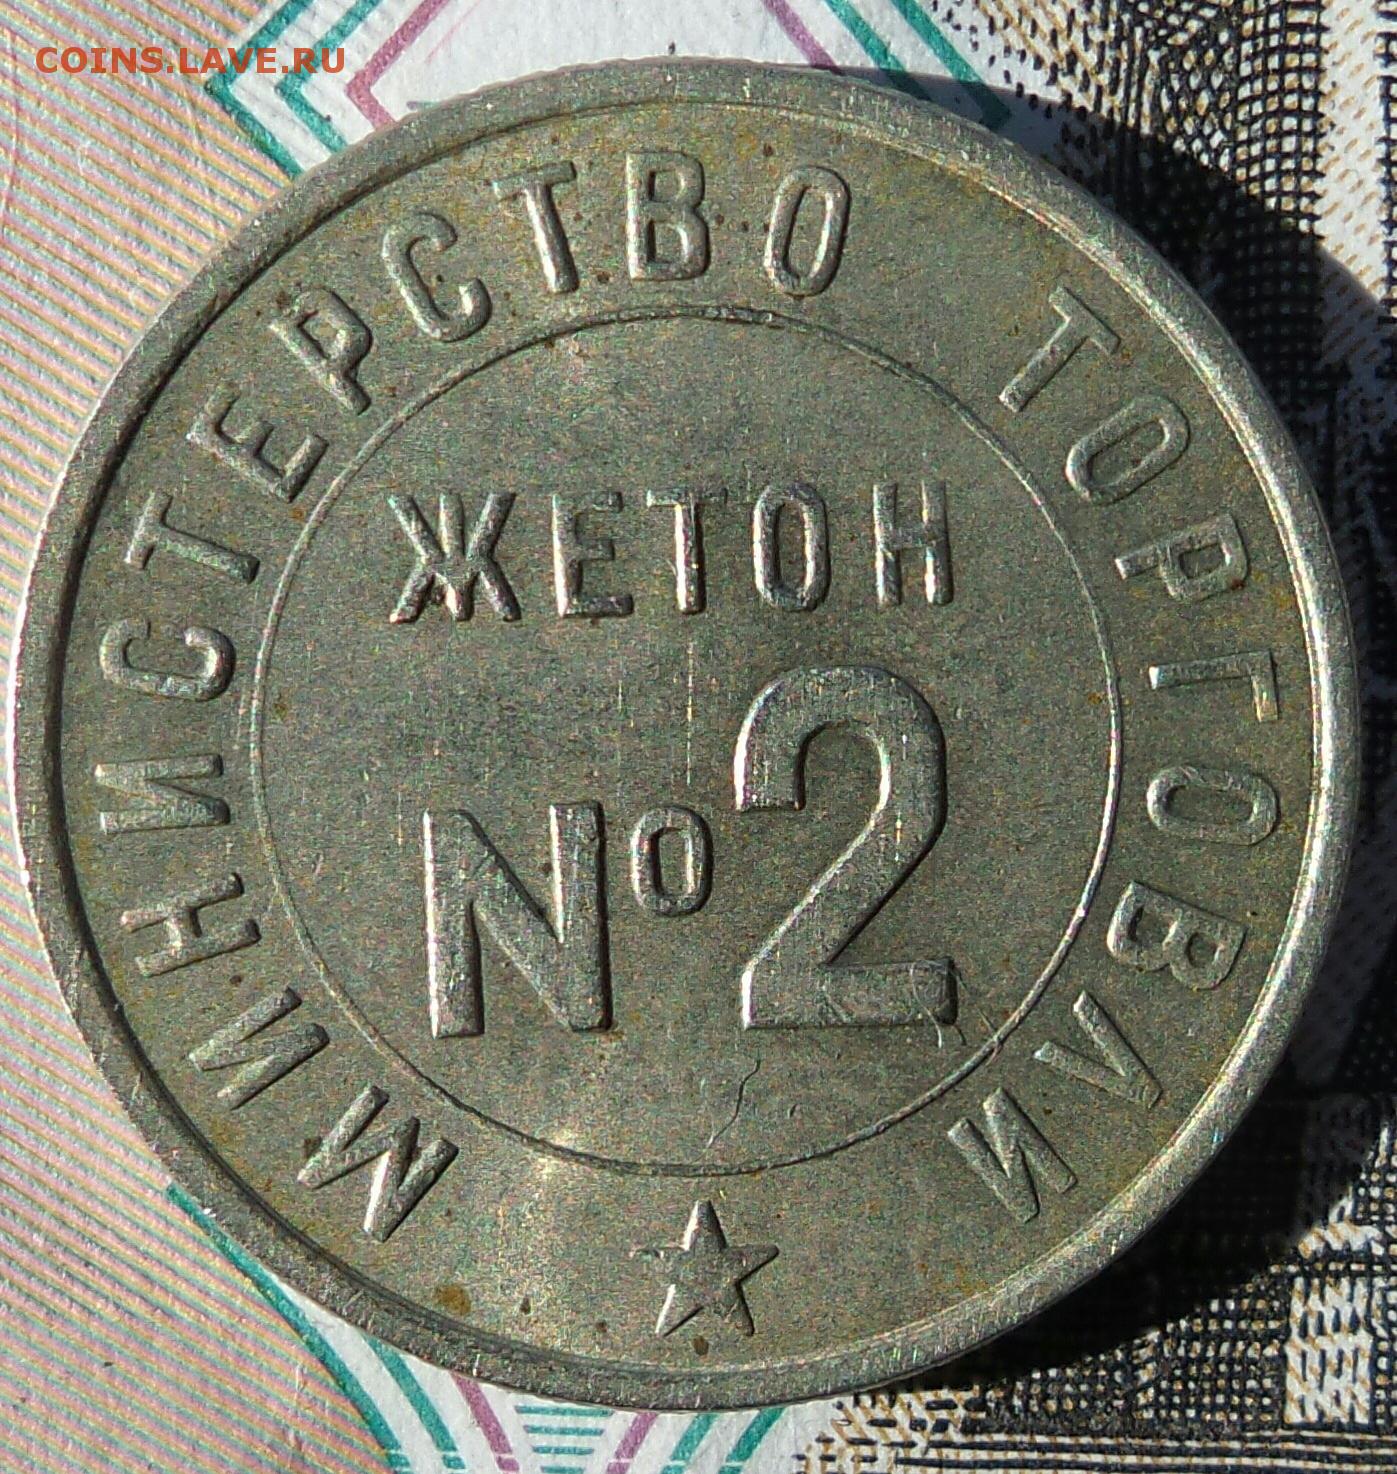 COINS.LAVE.RU
МИНИСТЕРСТВО ТОРГОВЛИ
ЖЕТОН
№2